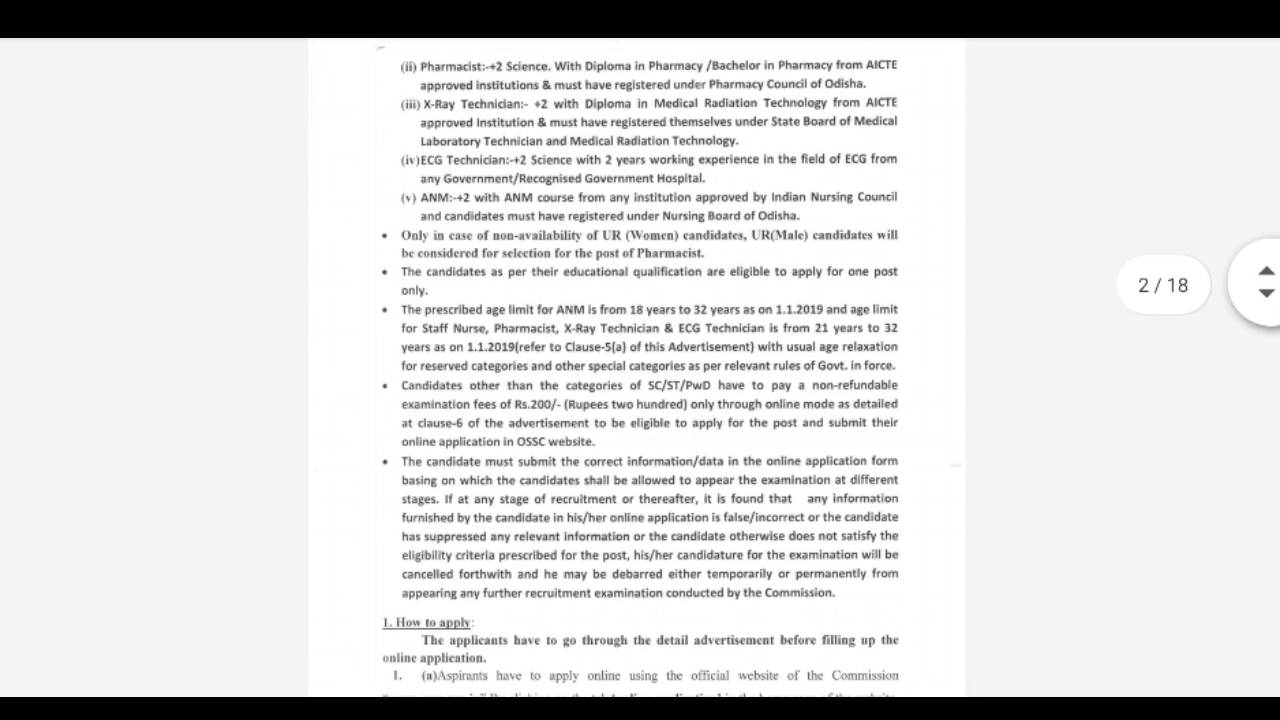 (ii) Pharmacist:-+2 Science. With Diploma in Pharmacy /Bachelor in Pharmacy from AICTE
approved institutions & must have registered under Pharmacy Council of Odisha.
(iii) X-Ray Technician:- +2 with Diploma in Medical Radiation Technology from AICTE
approved Institution & must have registered themselves under State Board of Medical
Laboratory Technician and Medical Radiation Technology.
(iv)ECG Technician:-+2 Science with 2 years working experience in the field of ECG from
any Government/Recognised Government Hospital.
(v) ANM:-+2 with ANM course from any institution approved by Indian Nursing Council
and candidates must have registered under Nursing Board of Odisha.
• Only in case of non-availability of UR (Women) candidates, UR(Male) candidates will
be considered for selection for the post of Pharmacist.
• The candidates as per their educational qualification are eligible to apply for one post
only.
• The prescribed age limit for ANM is from 18 years to 32 years as on 1.1.2019 and age limit
for Staff Nurse, Pharmacist, X-Ray Technician & ECG Technician is from 21 years to 32
years as on 1.1.2019(refer to Clause-5(a) of this Advertisement) with usual age relaxation
for reserved categories and other special categories as per relevant rules of Govt. in force.
• Candidates other than the categories of SC/ST/PwD have to pay a non-refundable
examination fees of Rs.200/- (Rupees two hundred) only through online mode as detailed
at clause-6 of the advertisement to be eligible to apply for the post and submit their
online application in OSSC website.
• The candidate must submit the correct information/data in the online application form
basing on which the candidates shall be allowed to appear the examination at different
stages. If at any stage of recruitment or thereafter, it is found that any information
furnished by the candidate in his/her online application is false/incorrect or the candidate
has suppressed any relevant information or the candidate otherwise does not satisfy the
eligibility criteria prescribed for the post, his/her candidature for the examination will be
cancelled forthwith and he may be debarred either temporarily or permanently from
appearing any further recruitment examination conducted by the Commission.
1. How to apply:
The applicants have to go through the detail advertisement before filling up the
online application.
1. (a)Aspirants have to apply online using the official website of the Commission
2 / 18